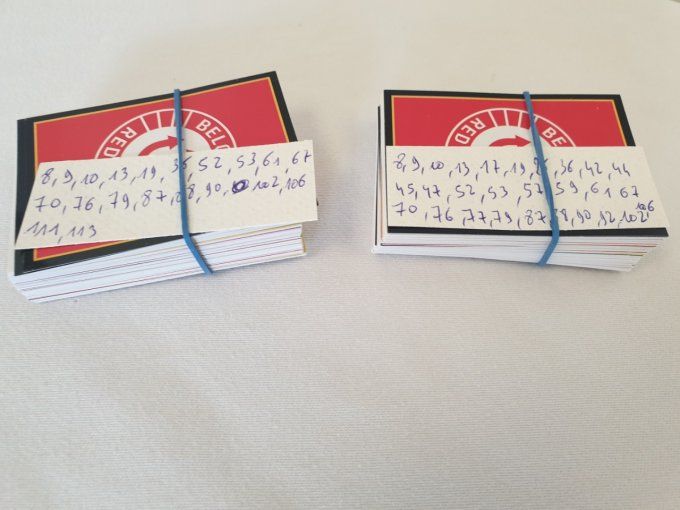 RED
BELG
8, 9, 10, 13, 19, 36, 52, 53, 61, 67
70, 76, 79, 87, 88, 90, 102, 106
111, 113
RED
BELG
8, 9, 10, 13, 17, 19, 36, 42, 44
45, 47, 52, 53, 57, 59, 61, 67
70, 76, 77, 79, 87, 88, 90, 92, 102, 106